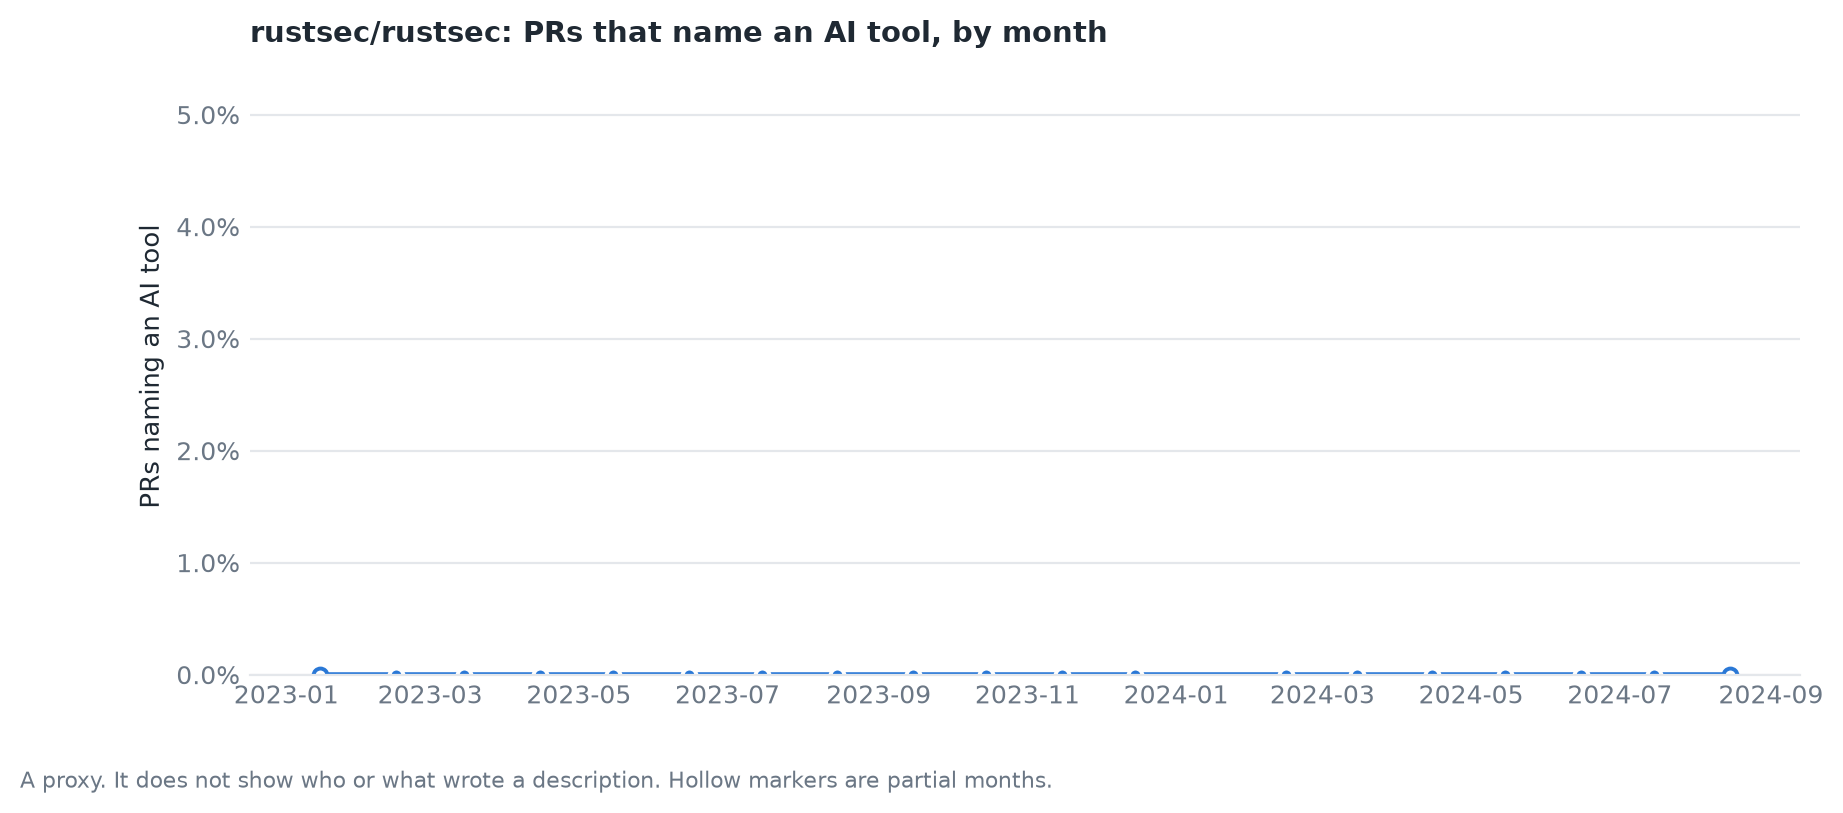 rustsec/rustsec: PRs that name an AI tool, by month
PRs naming an AI tool
5.0%
4.0%
3.0%
2.0%
1.0%
0.0%
2023-01 2023-03 2023-05 2023-07 2023-09 2023-11 2024-01 2024-03 2024-05 2024-07 2024-09
A proxy. It does not show who or what wrote a description. Hollow markers are partial months.